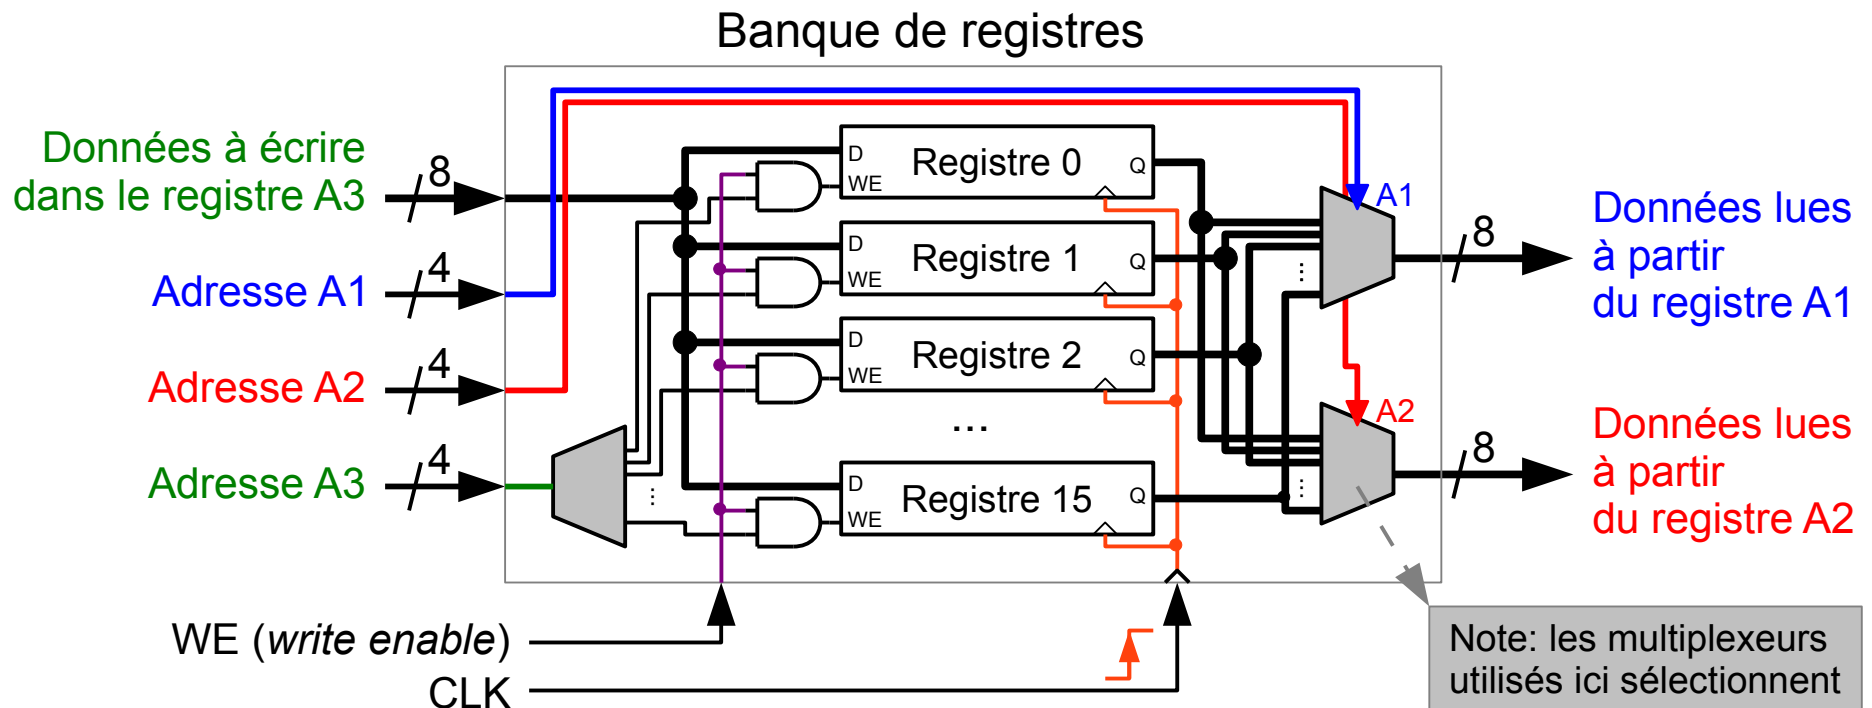 Banque de registres
Données à écrire
dans le registre A3
8
Adresse A1
4
Adresse A2
4
Adresse A3
4
D
WE
Registre 0
Q
D
WE
Registre 1
Q
D
WE
Registre 2
Q
...
D
WE
Registre 15
Q
...
A1
...
8
Données lues
à partir
du registre A1
A2
...
8
Données lues
à partir
du registre A2
WE (write enable)
CLK
Note: les multiplexeurs
utilisés ici sélectionnent